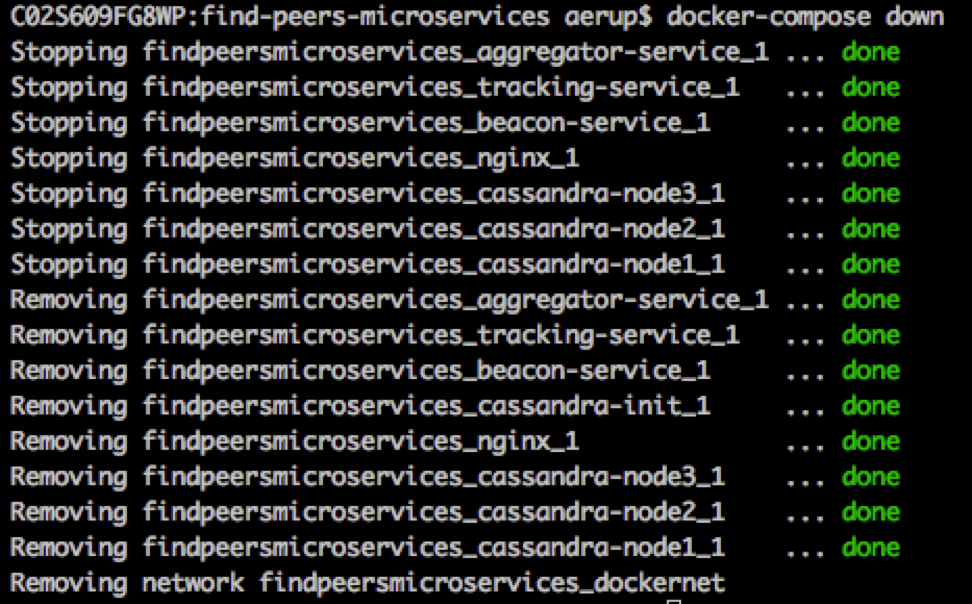 C02S609FG8WP:find-peers-microservices aerup$ docker-compose down
Stopping findpeersmicroservices_aggregator-service_1 ... done
Stopping findpeersmicroservices_tracking-service_1   ... done
Stopping findpeersmicroservices_beacon-service_1     ... done
Stopping findpeersmicroservices_nginx_1              ... done
Stopping findpeersmicroservices_cassandra-node3_1    ... done
Stopping findpeersmicroservices_cassandra-node2_1    ... done
Stopping findpeersmicroservices_cassandra-node1_1    ... done
Removing findpeersmicroservices_aggregator-service_1 ... done
Removing findpeersmicroservices_tracking-service_1   ... done
Removing findpeersmicroservices_beacon-service_1     ... done
Removing findpeersmicroservices_cassandra-init_1     ... done
Removing findpeersmicroservices_nginx_1              ... done
Removing findpeersmicroservices_cassandra-node3_1    ... done
Removing findpeersmicroservices_cassandra-node2_1    ... done
Removing findpeersmicroservices_cassandra-node1_1    ... done
Removing network findpeersmicroservices_dockernet